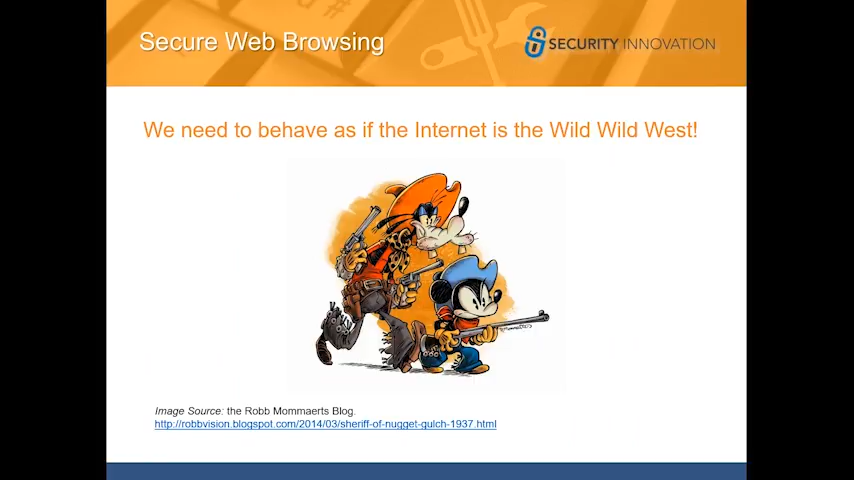 Secure Web Browsing
SECURITY INNOVATION
We need to behave as if the Internet is the Wild Wild West!
Image Source: the Robb Mommaerts Blog.
http://robbvision.blogspot.com/2014/03/sheriff-of-nugget-gulch-1937.html